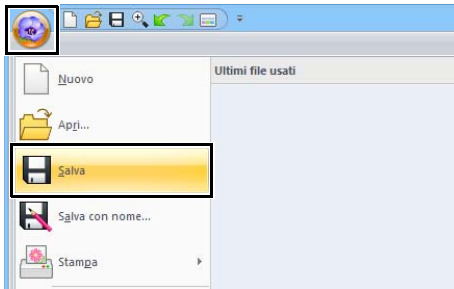 Ultimi file usati
Nuovo
Apri...
Salva
Salva con nome...
Stampa